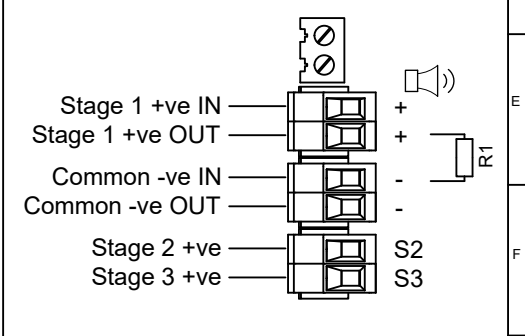 Stage 1 +ve IN +
Stage 1 +ve OUT +
Common -ve IN -
Common -ve OUT -
Stage 2 +ve S2
Stage 3 +ve S3
R1
E
F